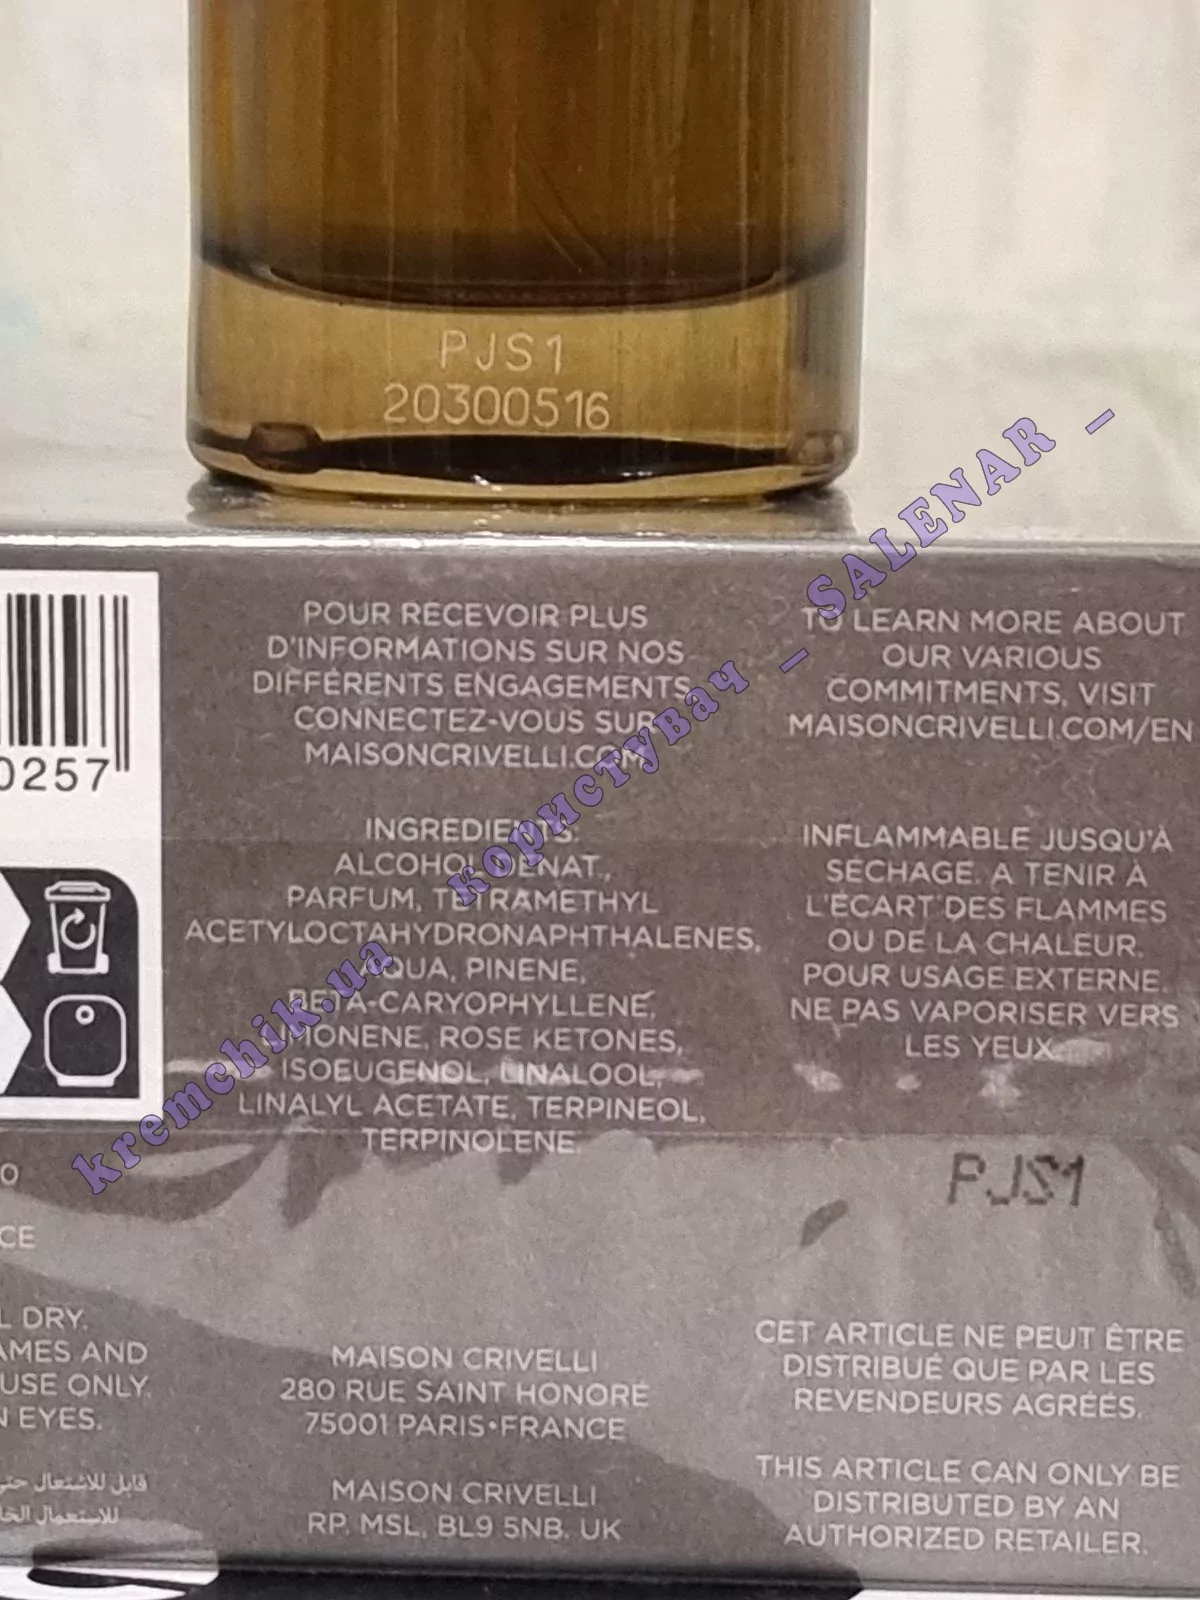 PJS1
20300516
kremchik.ua користувач – SALENAR –
0257
POUR RECEVOIR PLUS
D'INFORMATIONS SUR NOS
DIFFÉRENTS ENGAGEMENTS,
CONNECTEZ-VOUS SUR
MAISONCRIVELLI.COM
TO LEARN MORE ABOUT
OUR VARIOUS
COMMITMENTS, VISIT
MAISONCRIVELLI.COM/EN
INGREDIENTS:
ALCOHOL DENAT.,
PARFUM, TETRAMETHYL
ACETYLOCTAHYDRONAPHTHALENES,
AQUA, PINENE,
BETA-CARYOPHYLLENE,
LIMONENE, ROSE KETONES,
ISOEUGENOL, LINALOOL,
LINALYL ACETATE, TERPINEOL,
TERPINOLENE.
INFLAMMABLE JUSQU'À
SÉCHAGE. A TENIR À
L'ÉCART DES FLAMMES
OU DE LA CHALEUR.
POUR USAGE EXTERNE.
NE PAS VAPORISER VERS
LES YEUX.
PJS1
DRY.
AND
USE ONLY.
EYES.
قابل للاشتعال
للاستعمال
MAISON CRIVELLI
280 RUE SAINT HONORÉ
75001 PARIS•FRANCE
MAISON CRIVELLI
RP. MSL, BL9 5NB. UK
CET ARTICLE NE PEUT ÊTRE
DISTRIBUÉ QUE PAR LES
REVENDEURS AGRÉÉS.
THIS ARTICLE CAN ONLY BE
DISTRIBUTED BY AN
AUTHORIZED RETAILER.